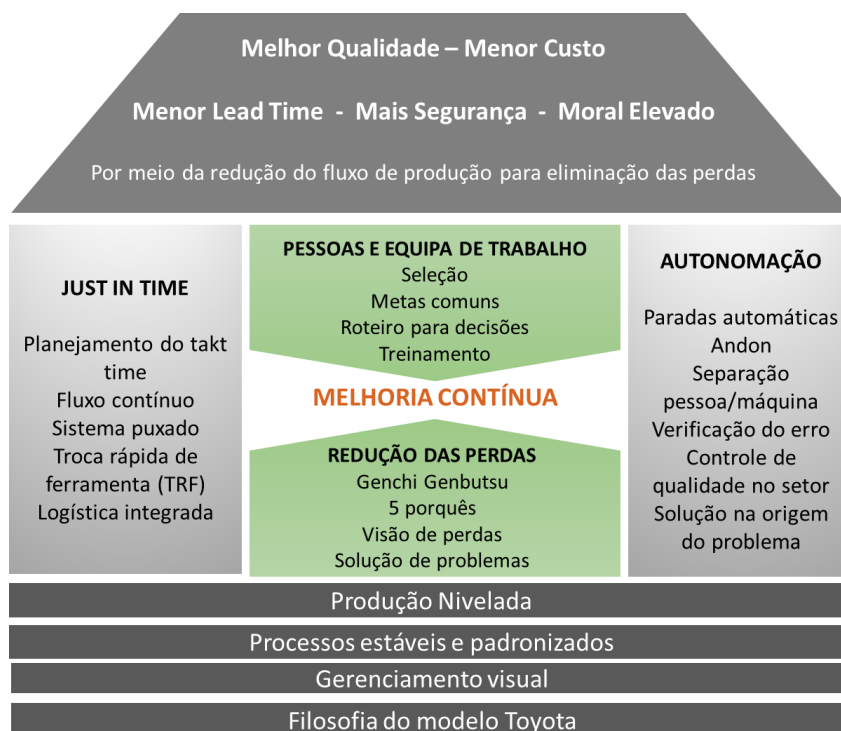 Melhor Qualidade – Menor Custo
Menor Lead Time - Mais Segurança - Moral Elevado
Por meio da redução do fluxo de produção para eliminação das perdas
JUST IN TIME
Planejamento do takt
time
Fluxo contínuo
Sistema puxado
Troca rápida de
ferramenta (TRF)
Logística integrada
PESSOAS E EQUIPA DE TRABALHO
Seleção
Metas comuns
Roteiro para decisões
Treinamento
MELHORIA CONTÍNUA
REDUÇÃO DAS PERDAS
Genchi Genbutsu
5 porquês
Visão de perdas
Solução de problemas
AUTONOMAÇÃO
Paradas automáticas
Andon
Separação
pessoa/máquina
Verificação do erro
Controle de
qualidade no setor
Solução na origem
do problema
Produção Nivelada
Processos estáveis e padronizados
Gerenciamento visual
Filosofia do modelo Toyota